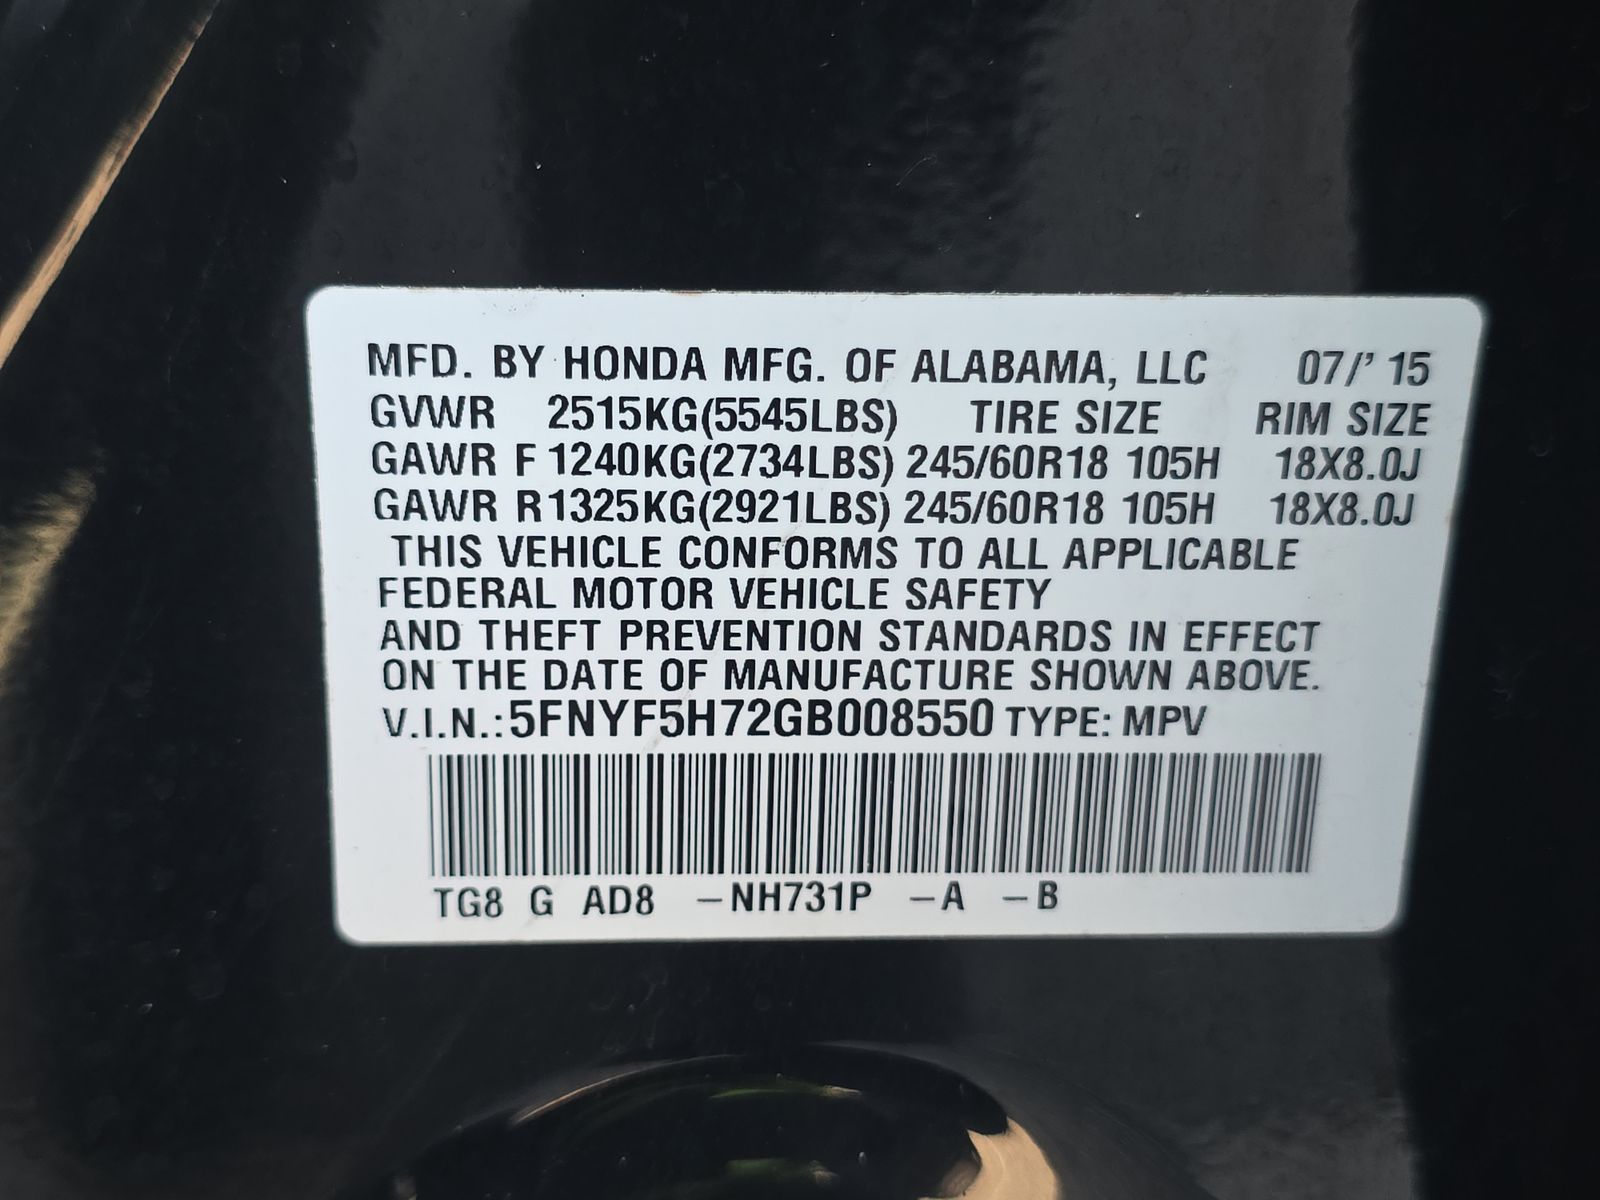 MFD. BY HONDA MFG. OF ALABAMA, LLC 07/' 15
GVWR 2515KG(5545LBS) TIRE SIZE RIM SIZE
GAWR F 1240KG(2734LBS) 245/60R18 105H 18X8.0J
GAWR R 1325KG(2921LBS) 245/60R18 105H 18X8.0J
THIS VEHICLE CONFORMS TO ALL APPLICABLE
FEDERAL MOTOR VEHICLE SAFETY
AND THEFT PREVENTION STANDARDS IN EFFECT
ON THE DATE OF MANUFACTURE SHOWN ABOVE.
V.I.N.: 5FNYF5H72GB008550 TYPE: MPV
TG8 G AD8 –NH731P –A –B